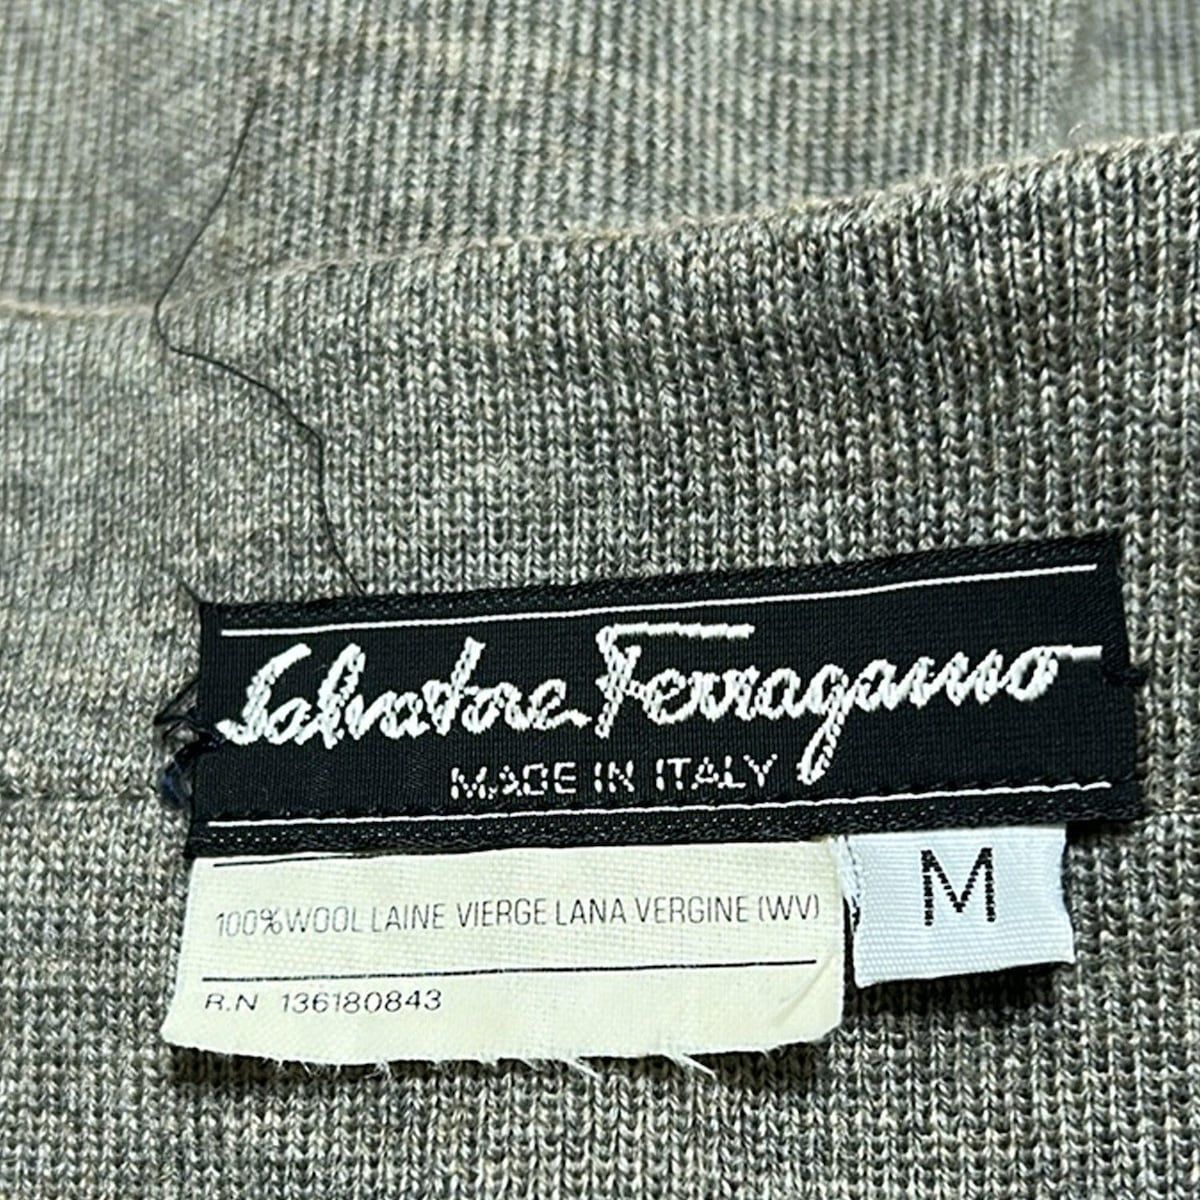 Salvatore Ferragamo
MADE IN ITALY
M
100% WOOL LAINE VIERGE LANA VERGINE (WV)
R.N 136180843